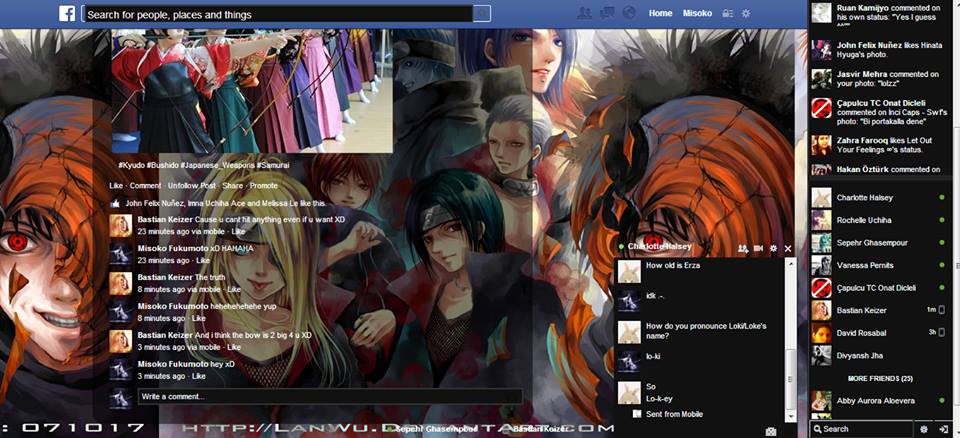 Search for people, places and things
Home
Misoko
#Kyudo #Bushido #Japanese_Weapons #Samurai
Like · Comment · Unfollow Post · Share · Promote
John Felix Nuñez, Imna Uchiha Ace and Melissa Le like this.
Bastian Keizer Cause u cant hit anything even if u want XD
23 minutes ago via mobile · Like
Misoko Fukumoto xD HAHAHA
23 minutes ago · Like
Bastian Keizer The truth
8 minutes ago via mobile · Like
Misoko Fukumoto hehehehehehe yup
8 minutes ago · Like
Bastian Keizer And i think the bow is 2 big 4 u XD
3 minutes ago via mobile · Like
Misoko Fukumoto hey xD
3 minutes ago · Like
Write a comment...
: 071017
Sepehr Ghasempour
Bastian Keizer
Charlotte Halsey
How old is Erza
idk .-.
How do you pronounce Loki/Loke's
name?
lo-ki
So
Lo-k-ey
Sent from Mobile
Ruan Kamijyo commented on
his own status: "Yes I guess
^^""
John Felix Nuñez likes Hinata
Hyuga's photo.
Jasvir Mehra commented on
your photo: "lolzz"
Çapulcu TC Onat Dicleli
commented on Inci Caps - Swf's
photo: "Bi portakalla dene"
Zahra Farooq likes Let Out
Your Feelings ∞'s status.
Hakan Öztürk commented on
Charlotte Halsey
Rochelle Uchiha
Sepehr Ghasempour
Vanessa Pernits
Çapulcu TC Onat Dicleli
Bastian Keizer 1m
David Rosabal 3h
Divyansh Jha
MORE FRIENDS (25)
Abby Aurora Aloevera
Search